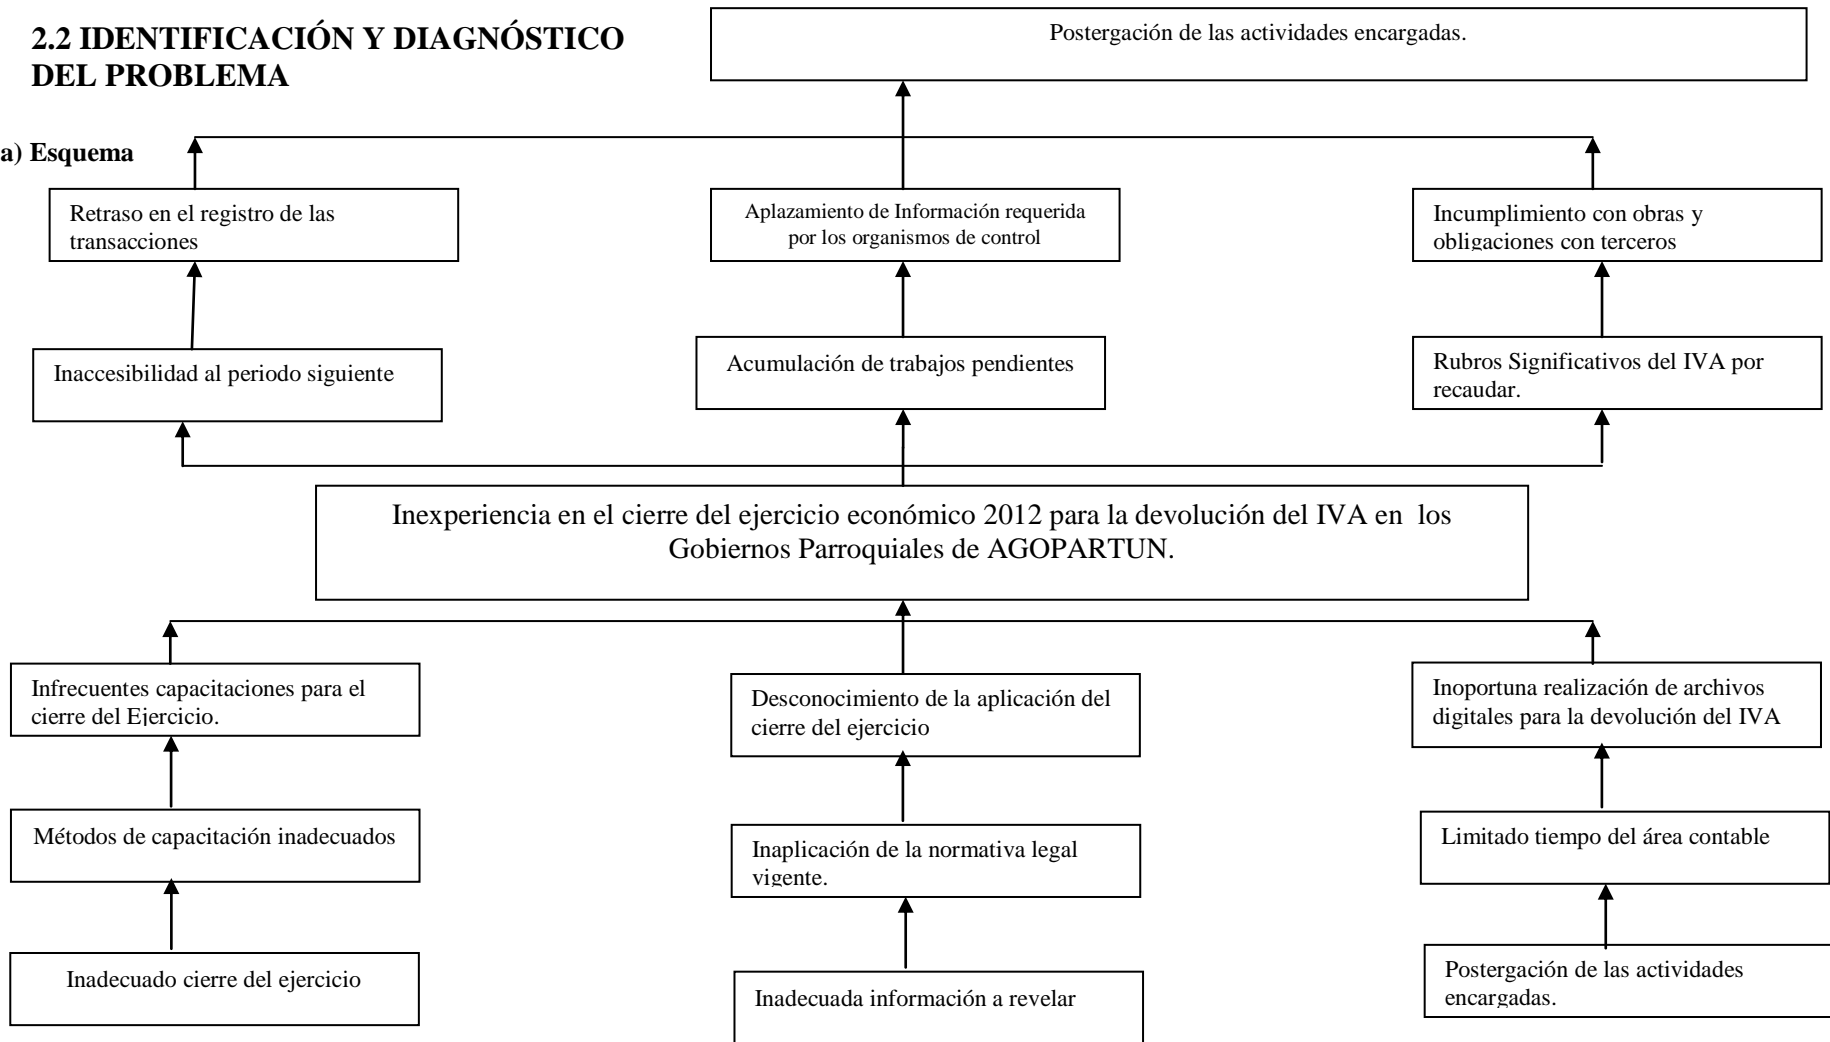 2.2 IDENTIFICACIÓN Y DIAGNÓSTICO
DEL PROBLEMA
Postergación de las actividades encargadas.
a) Esquema
Retraso en el registro de las
transacciones
Aplazamiento de Información requerida
por los organismos de control
Incumplimiento con obras y
obligaciones con terceros
Inaccesibilidad al periodo siguiente
Acumulación de trabajos pendientes
Rubros Significativos del IVA por
recaudar.
Inexperiencia en el cierre del ejercicio económico 2012 para la devolución del IVA en los
Gobiernos Parroquiales de AGOPARTUN.
Infrecuentes capacitaciones para el
cierre del Ejercicio.
Desconocimiento de la aplicación del
cierre del ejercicio
Inoportuna realización de archivos
digitales para la devolución del IVA
Métodos de capacitación inadecuados
Inaplicación de la normativa legal
vigente.
Limitado tiempo del área contable
Inadecuado cierre del ejercicio
Inadecuada información a revelar
Postergación de las actividades
encargadas.